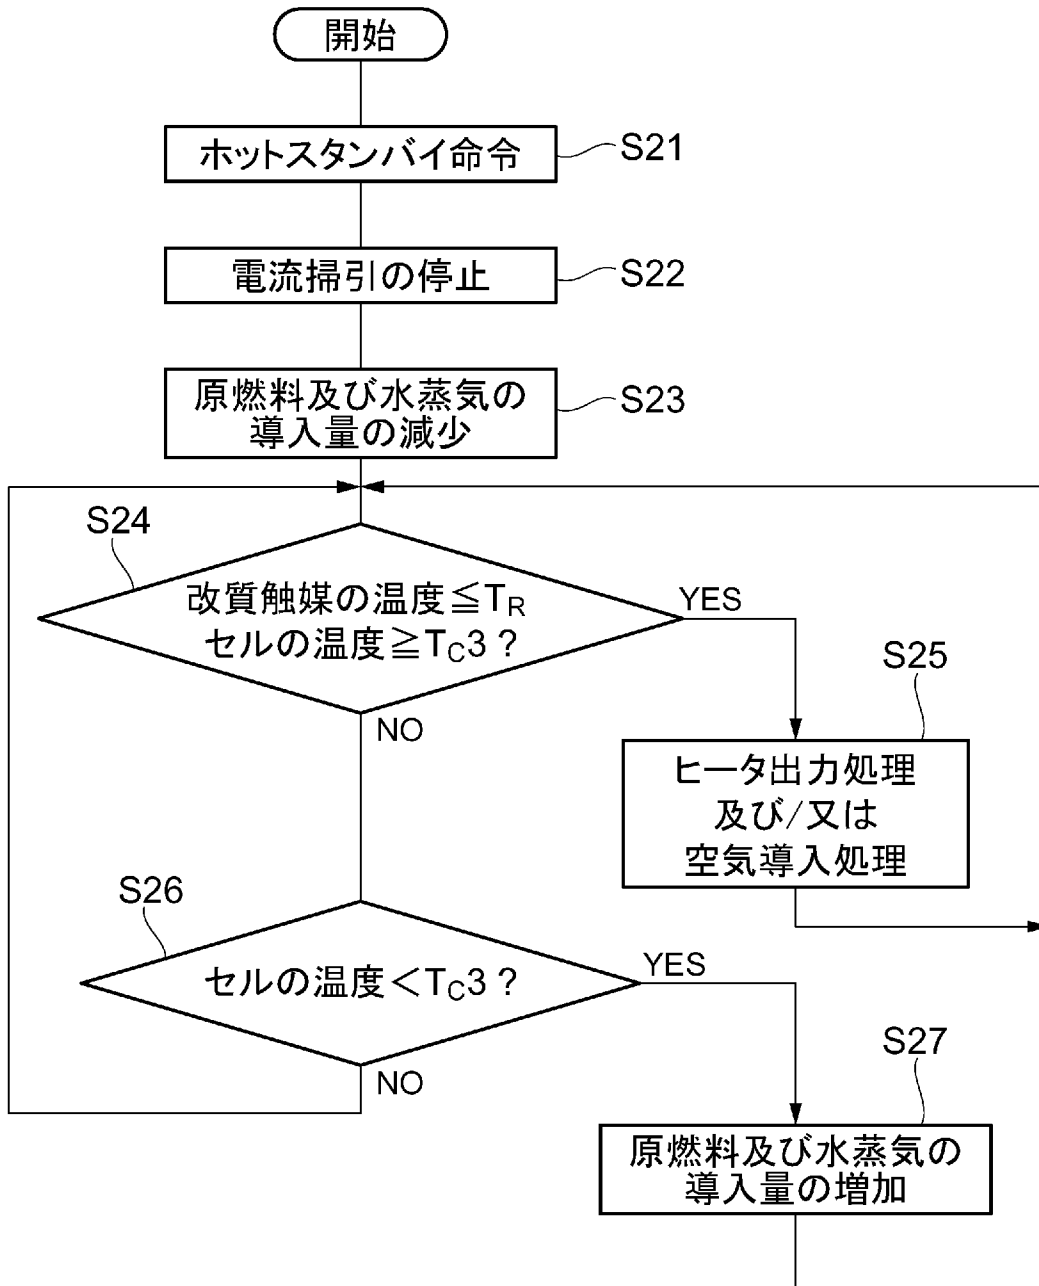 開始
ホットスタンバイ命令
S21
電流掃引の停止
S22
原燃料及び水蒸気の
導入量の減少
S23
S24
改質触媒の温度≦TR
セルの温度≧TC3？
YES
NO
S25
ヒータ出力処理
及び/又は
空気導入処理
S26
セルの温度＜TC3？
YES
NO
S27
原燃料及び水蒸気の
導入量の増加